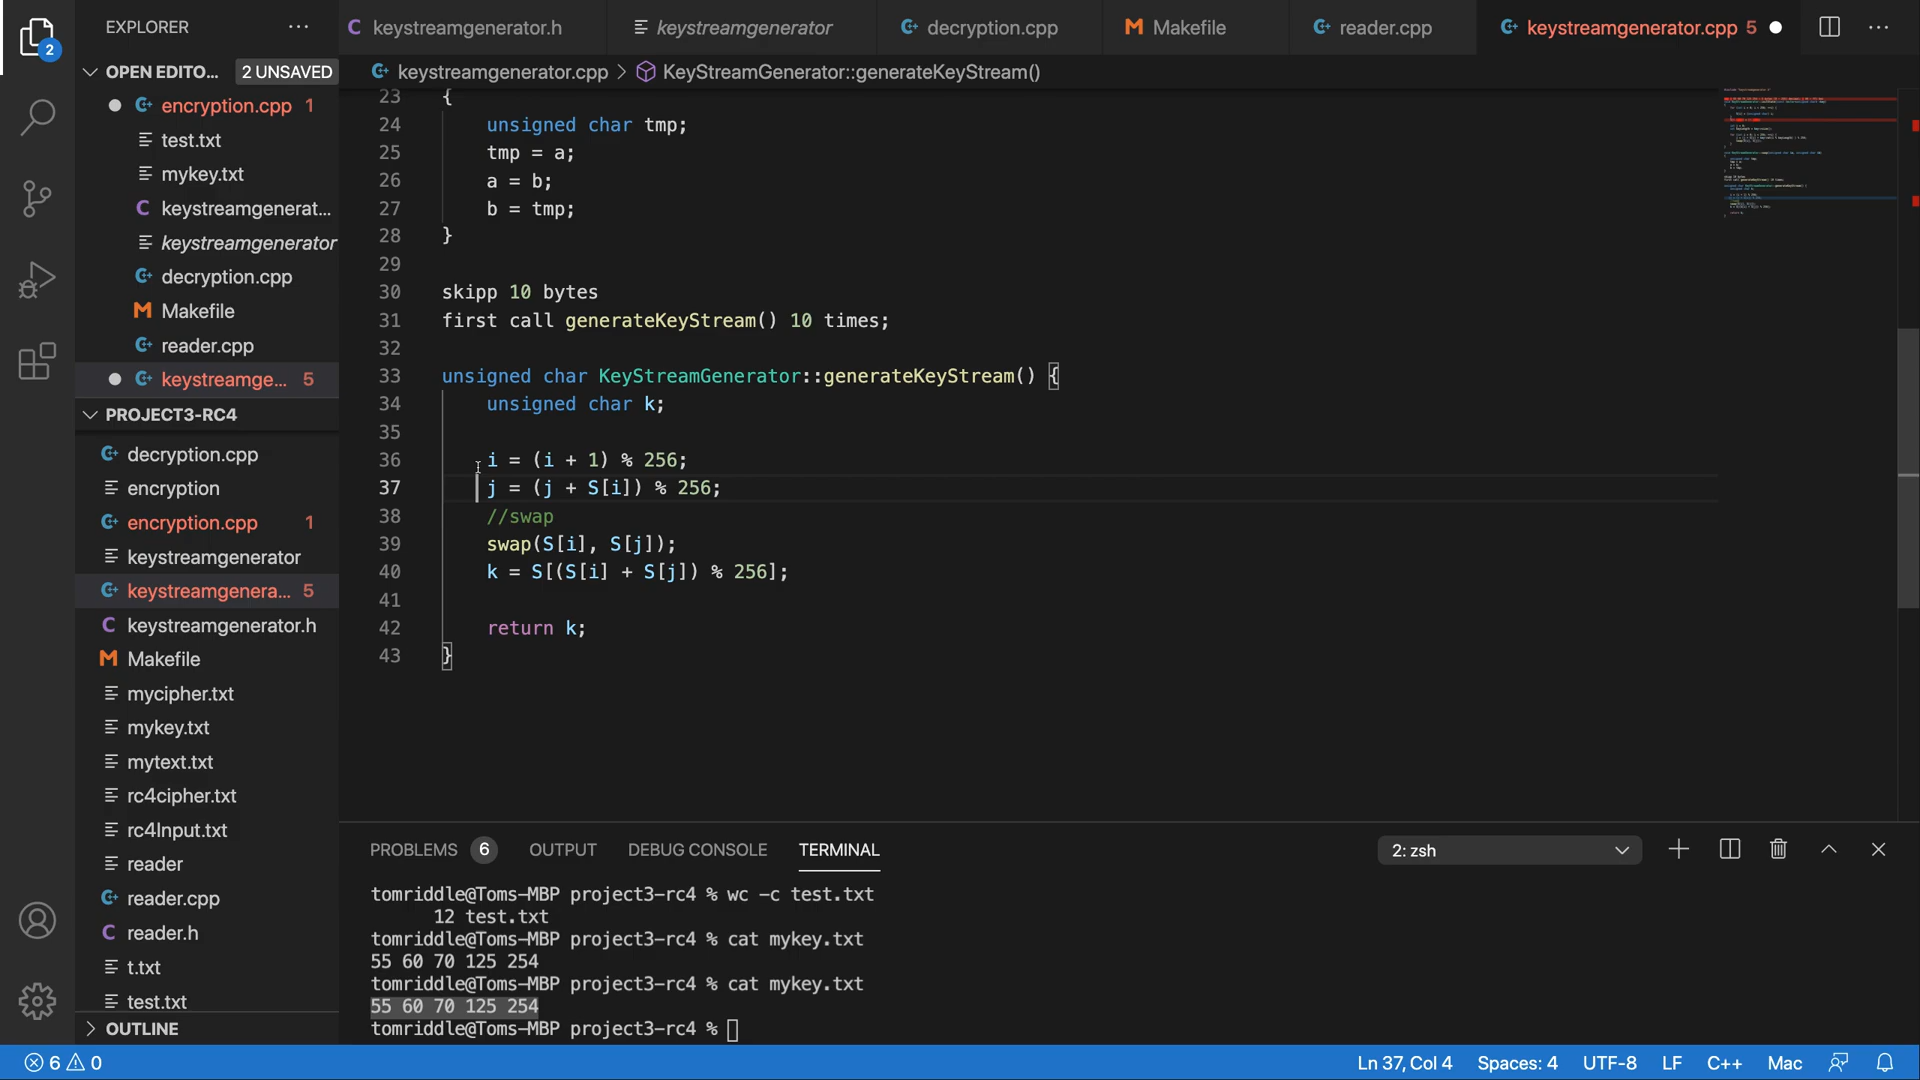 EXPLORER
keystreamgenerator.h
keystreamgenerator
decryption.cpp
Makefile
reader.cpp
keystreamgenerator.cpp 5
2
OPEN EDITO... 2 UNSAVED
encryption.cpp 1
test.txt
mykey.txt
keystreamgenerat...
keystreamgenerator
decryption.cpp
Makefile
reader.cpp
keystreamge... 5
PROJECT3-RC4
decryption.cpp
encryption
encryption.cpp 1
keystreamgenerator
keystreamgenera... 5
keystreamgenerator.h
Makefile
mycipher.txt
mykey.txt
mytext.txt
rc4cipher.txt
rc4Input.txt
reader
reader.cpp
reader.h
t.txt
test.txt
OUTLINE
keystreamgenerator.cpp > KeyStreamGenerator::generateKeyStream()
23 {
24 unsigned char tmp;
25 tmp = a;
26 a = b;
27 b = tmp;
28 }
29
30 skipp 10 bytes
31 first call generateKeyStream() 10 times;
32
33 unsigned char KeyStreamGenerator::generateKeyStream() {
34 unsigned char k;
35
36 i = (i + 1) % 256;
37 j = (j + S[i]) % 256;
38 //swap
39 swap(S[i], S[j]);
40 k = S[(S[i] + S[j]) % 256];
41
42 return k;
43 }
PROBLEMS 6 OUTPUT DEBUG CONSOLE TERMINAL 2: zsh
tomriddle@Toms-MBP project3-rc4 % wc -c test.txt
12 test.txt
tomriddle@Toms-MBP project3-rc4 % cat mykey.txt
55 60 70 125 254
tomriddle@Toms-MBP project3-rc4 % cat mykey.txt
55 60 70 125 254
tomriddle@Toms-MBP project3-rc4 %
6 0 Ln 37, Col 4 Spaces: 4 UTF-8 LF C++ Mac